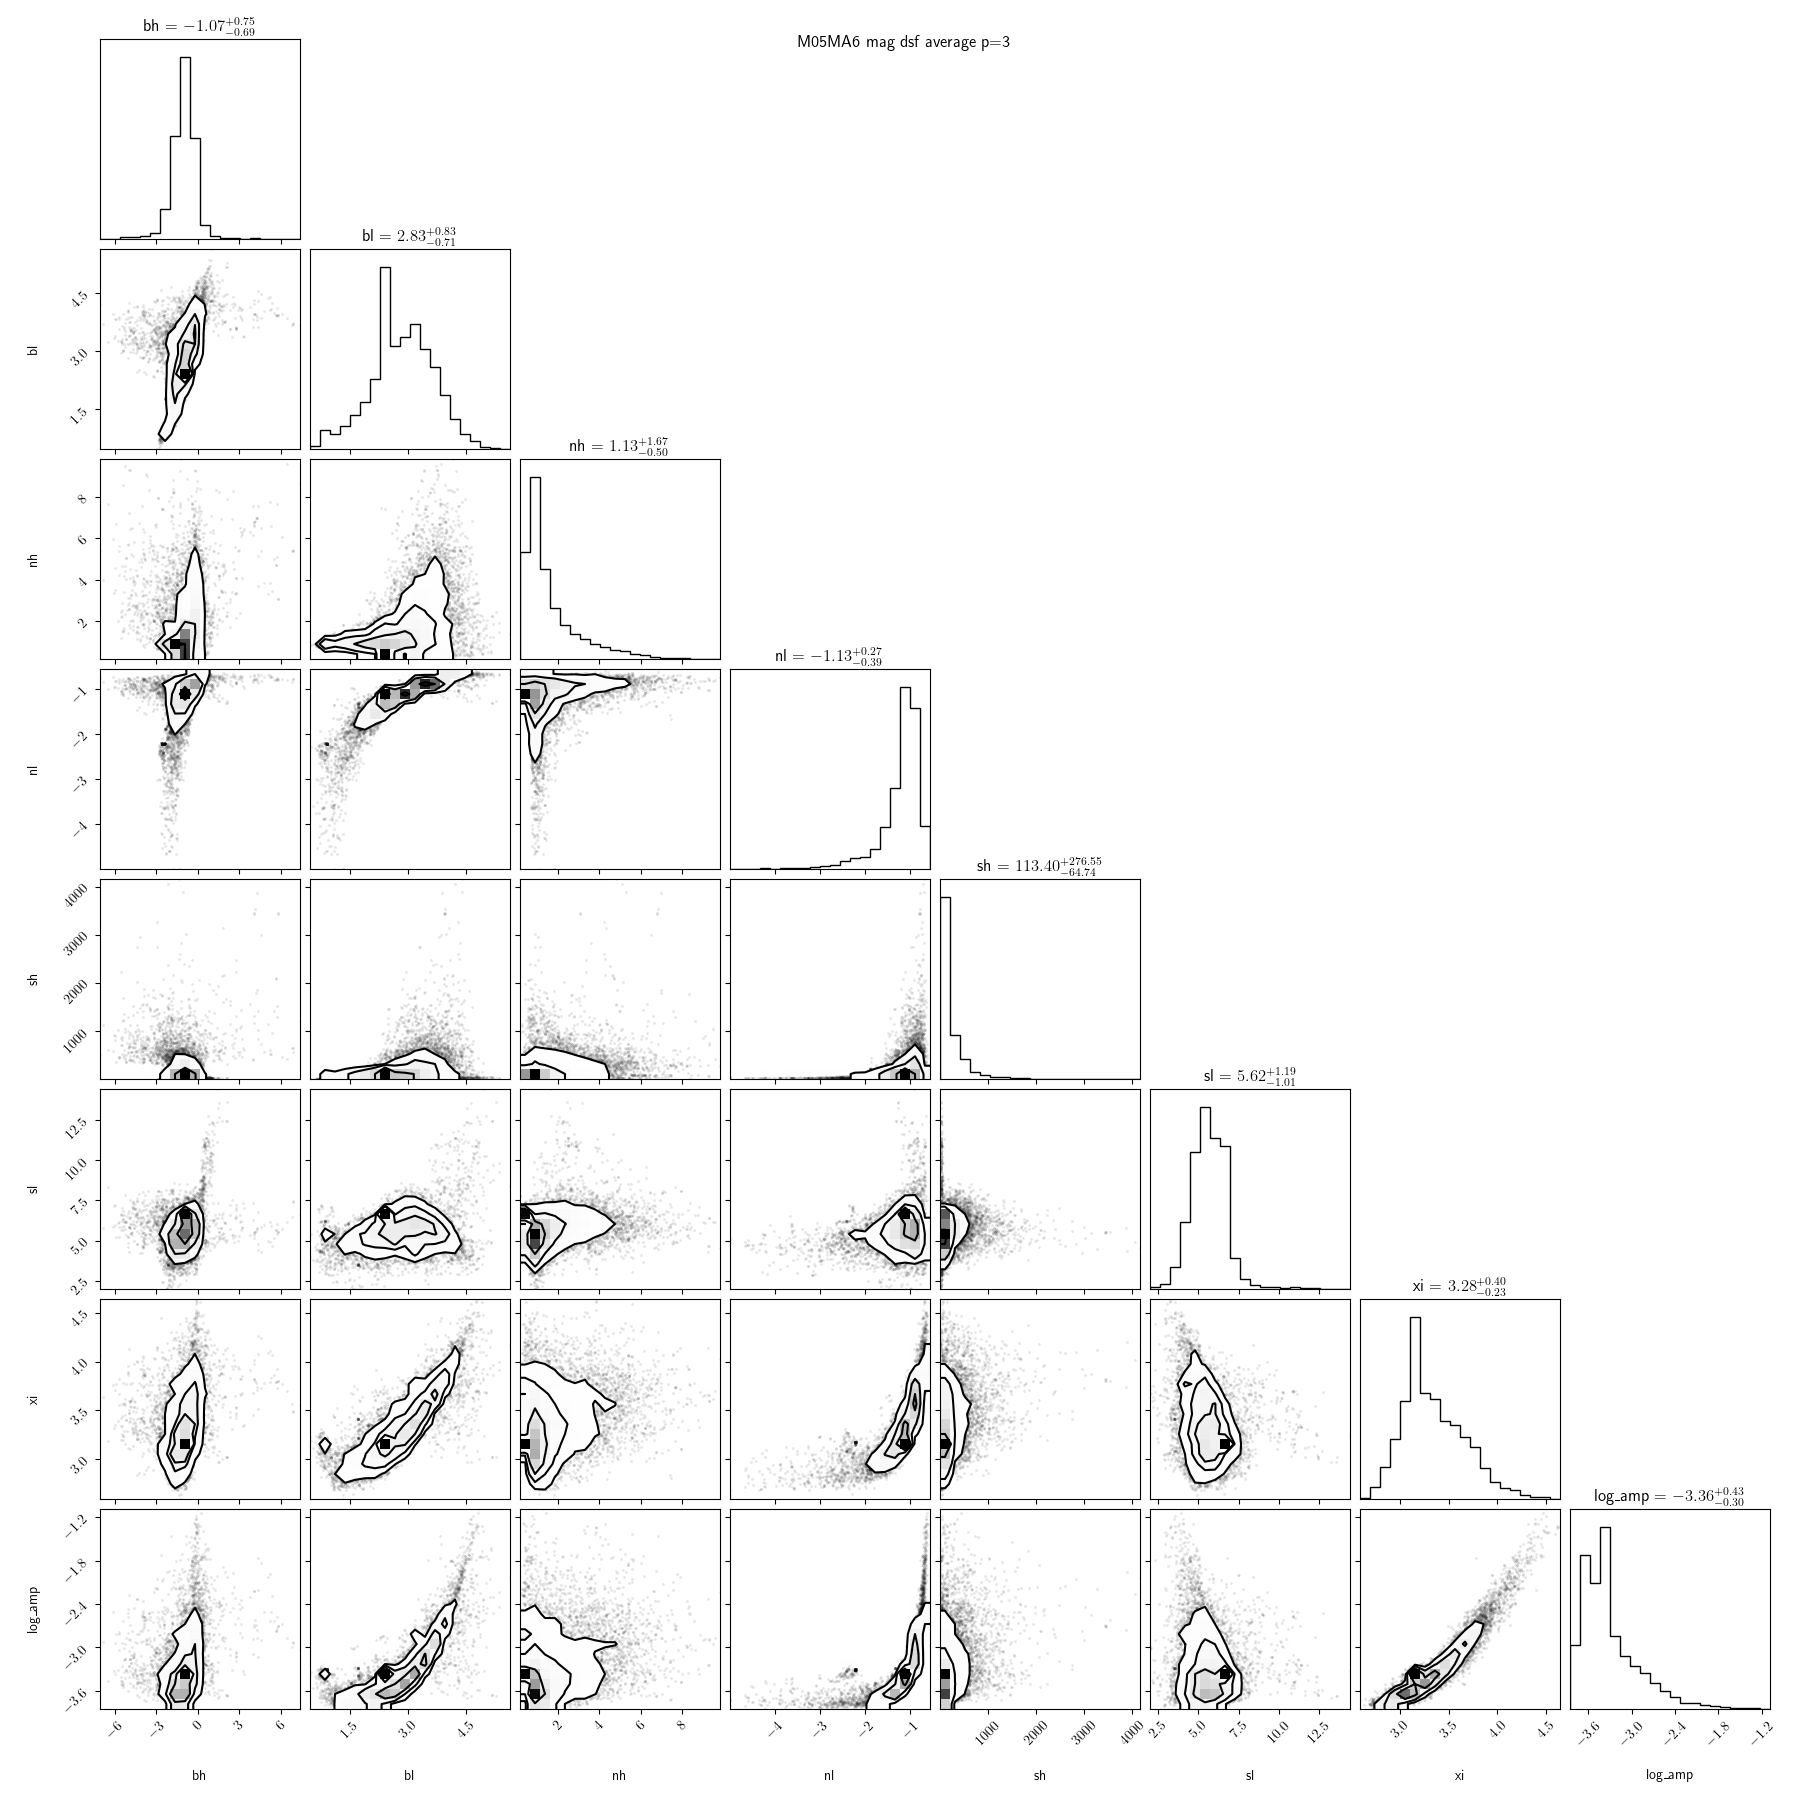 bh = −1.07+0.75 −0.69
M05MA6 mag dsf average p=3
bl = 2.83+0.83 −0.71
bl
4.5
3.0
1.5
nh = 1.13+1.67 −0.50
nh
8
6
4
2
nl = −1.13+0.27 −0.39
nl
−1
−2
−3
−4
sh = 113.40+276.55 −64.74
sh
4000
3000
2000
1000
sl = 5.62+1.19 −1.01
sl
12.5
10.0
7.5
5.0
2.5
xi = 3.28+0.40 −0.23
xi
4.5
4.0
3.5
3.0
log_amp = −3.36+0.43 −0.30
log_amp
−1.2
−1.8
−2.4
−3.0
−3.6
−6 −3 0 3 6 1.5 3.0 4.5 2 4 6 8 −4 −3 −2 −1 1000 2000 3000 4000 2.5 5.0 7.5 10.0 12.5 3.0 3.5 4.0 4.5 −3.6 −3.0 −2.4 −1.8 −1.2
bh bl nh nl sh sl xi log_amp